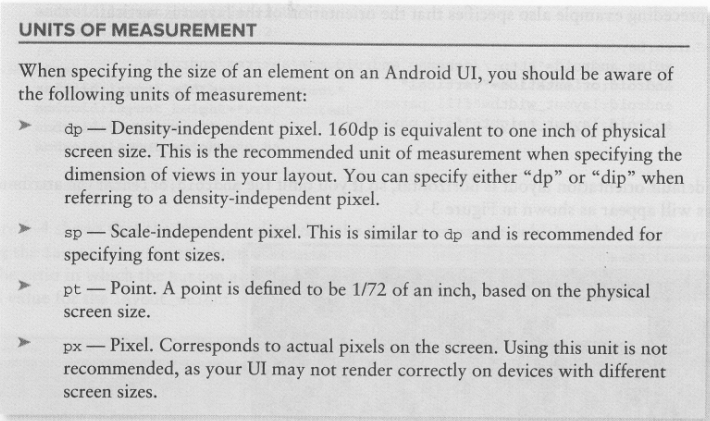 UNITS OF MEASUREMENT
When specifying the size of an element on an Android UI, you should be aware of
the following units of measurement:
➤ dp — Density-independent pixel. 160dp is equivalent to one inch of physical
screen size. This is the recommended unit of measurement when specifying the
dimension of views in your layout. You can specify either “dp” or “dip” when
referring to a density-independent pixel.
➤ sp — Scale-independent pixel. This is similar to dp and is recommended for
specifying font sizes.
➤ pt — Point. A point is defined to be 1/72 of an inch, based on the physical
screen size.
➤ px — Pixel. Corresponds to actual pixels on the screen. Using this unit is not
recommended, as your UI may not render correctly on devices with different
screen sizes.